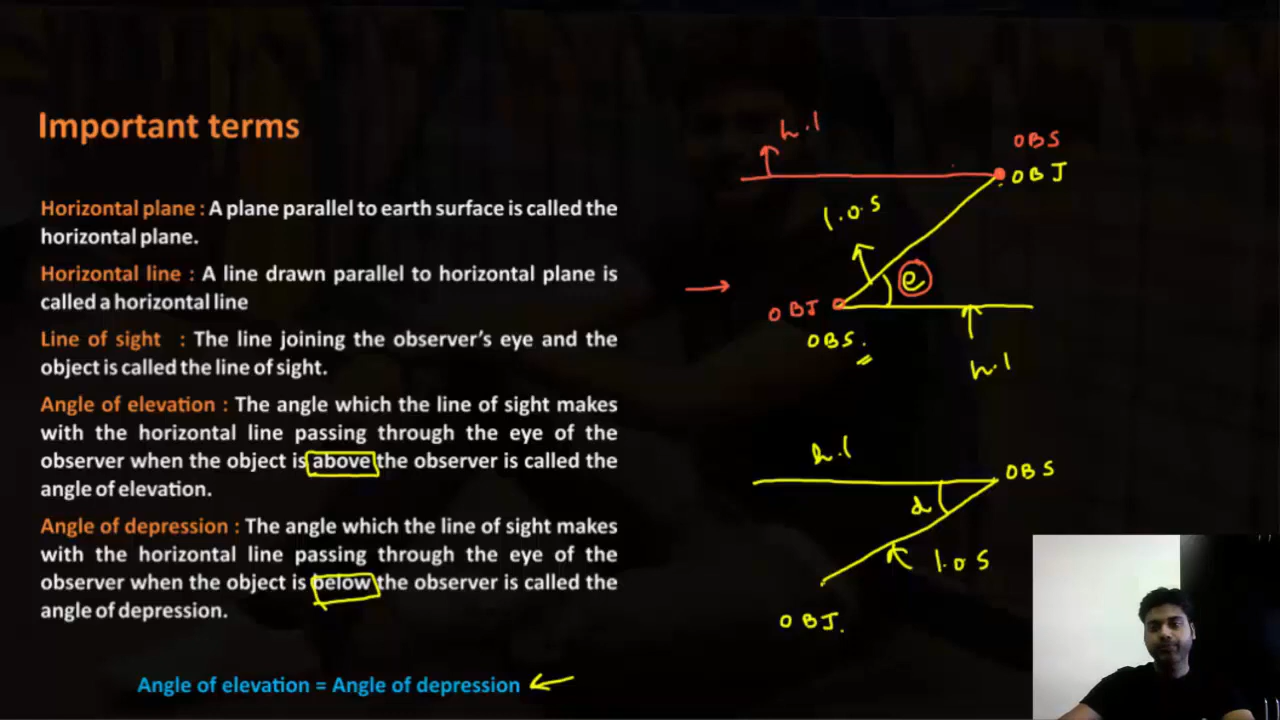 Important terms
Horizontal plane : A plane parallel to earth surface is called the
horizontal plane.
Horizontal line : A line drawn parallel to horizontal plane is
called a horizontal line
Line of sight : The line joining the observer's eye and the
object is called the line of sight.
Angle of elevation : The angle which the line of sight makes
with the horizontal line passing through the eye of the
observer when the object is above the observer is called the
angle of elevation.
Angle of depression : The angle which the line of sight makes
with the horizontal line passing through the eye of the
observer when the object is below the observer is called the
angle of depression.
Angle of elevation = Angle of depression
h.l
OBS
OBJ
l.o.s
e
OBJ
OBS.
h.l
h.l
OBS
d
l.o.s
OBJ.